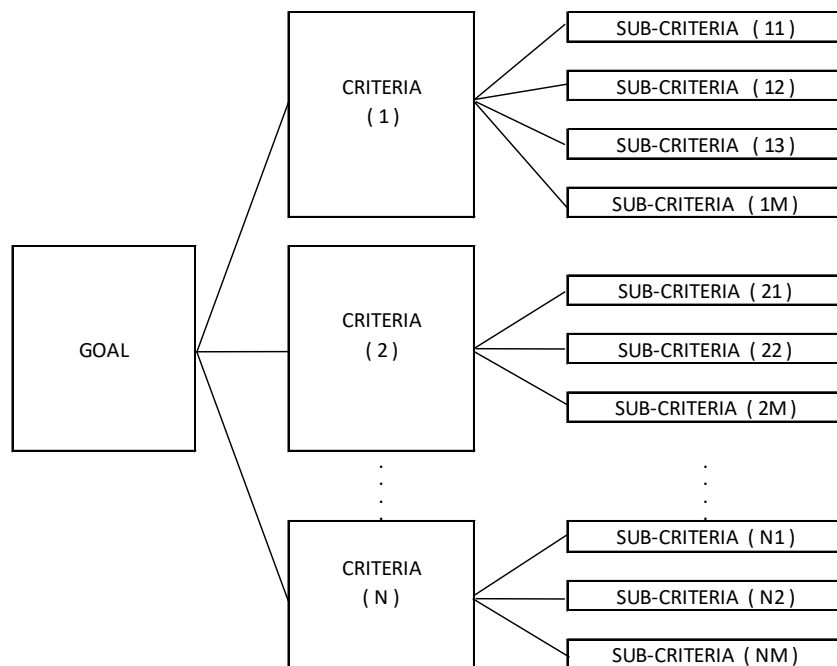 SUB-CRITERIA ( 11 )
CRITERIA
( 1 )
SUB-CRITERIA ( 12 )
SUB-CRITERIA ( 13 )
SUB-CRITERIA ( 1M )
GOAL
CRITERIA
( 2 )
SUB-CRITERIA ( 21 )
SUB-CRITERIA ( 22 )
SUB-CRITERIA ( 2M )
CRITERIA
( N )
SUB-CRITERIA ( N1 )
SUB-CRITERIA ( N2 )
SUB-CRITERIA ( NM )